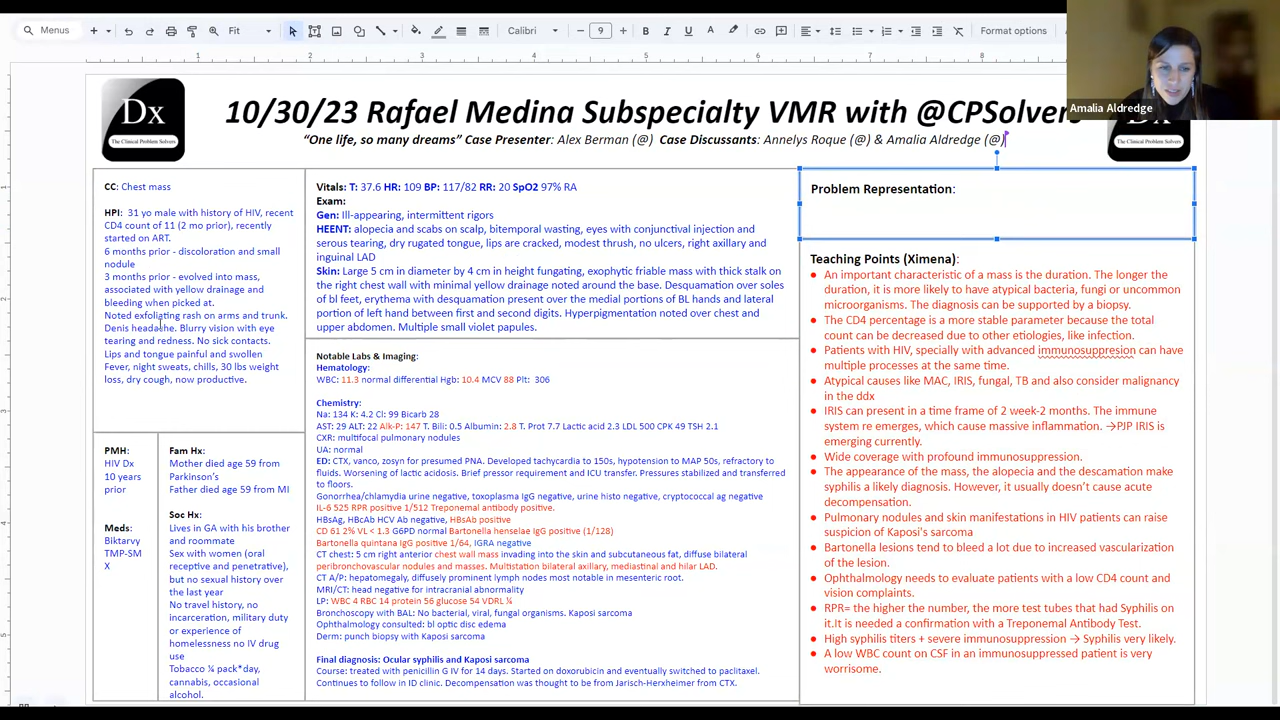 Menus
Fit
Calibri
9
Format options
1 2 3 4 5 6 7 8
Amalia Aldredge
Dx
The Clinical Problem Solvers
10/30/23 Rafael Medina Subspecialty VMR with @CPSolvers
“One life, so many dreams” Case Presenter: Alex Berman (@) Case Discussants: Annelys Roque (@) & Amalia Aldredge (@)
Dx
The Clinical Problem Solvers
CC: Chest mass
HPI: 31 yo male with history of HIV, recent
CD4 count of 11 (2 mo prior), recently
started on ART.
6 months prior - discoloration and small
nodule
3 months prior - evolved into mass,
associated with yellow drainage and
bleeding when picked at.
Noted exfoliating rash on arms and trunk.
Denis headache. Blurry vision with eye
tearing and redness. No sick contacts.
Lips and tongue painful and swollen
Fever, night sweats, chills, 30 lbs weight
loss, dry cough, now productive.
PMH:
HIV Dx
10 years
prior
Meds:
Biktarvy
TMP-SM
X
Fam Hx:
Mother died age 59 from
Parkinson’s
Father died age 59 from MI
Soc Hx:
Lives in GA with his brother
and roommate
Sex with women (oral
receptive and penetrative),
but no sexual history over
the last year
No travel history, no
incarceration, military duty
or experience of
homelessness no IV drug
use
Tobacco ¼ pack*day,
cannabis, occasional
alcohol.
Vitals: T: 37.6 HR: 109 BP: 117/82 RR: 20 SpO2 97% RA
Exam:
Gen: Ill-appearing, intermittent rigors
HEENT: alopecia and scabs on scalp, bitemporal wasting, eyes with conjunctival injection and
serous tearing, dry rugated tongue, lips are cracked, modest thrush, no ulcers, right axillary and
inguinal LAD
Skin: Large 5 cm in diameter by 4 cm in height fungating, exophytic friable mass with thick stalk on
the right chest wall with minimal yellow drainage noted around the base. Desquamation over soles
of bl feet, erythema with desquamation present over the medial portions of BL hands and lateral
portion of left hand between first and second digits. Hyperpigmentation noted over chest and
upper abdomen. Multiple small violet papules.
Notable Labs & Imaging:
Hematology:
WBC: 11.3 normal differential Hgb: 10.4 MCV 88 Plt: 306
Chemistry:
Na: 134 K: 4.2 Cl: 99 Bicarb 28
AST: 29 ALT: 22 Alk-P: 147 T. Bili: 0.5 Albumin: 2.8 T. Prot 7.7 Lactic acid 2.3 LDL 500 CPK 49 TSH 2.1
CXR: multifocal pulmonary nodules
UA: normal
ED: CTX, vanco, zosyn for presumed PNA. Developed tachycardia to 150s, hypotension to MAP 50s, refractory to
fluids. Worsening of lactic acidosis. Brief pressor requirement and ICU transfer. Pressures stabilized and transferred
to floors.
Gonorrhea/chlamydia urine negative, toxoplasma IgG negative, urine histo negative, cryptococcal ag negative
IL-6 525 RPR positive 1/512 Treponemal antibody positive.
HBsAg, HBcAb HCV Ab negative, HBsAb positive
CD 61 2% VL < 1.3 G6PD normal Bartonella henselae IgG positive (1/128)
Bartonella quintana IgG positive 1/64, IGRA negative
CT chest: 5 cm right anterior chest wall mass invading into the skin and subcutaneous fat, diffuse bilateral
peribronchovascular nodules and masses. Multistation bilateral axillary, mediastinal and hilar LAD.
CT A/P: hepatomegaly, diffusely prominent lymph nodes most notable in mesenteric root.
MRI/CT: head negative for intracranial abnormality
LP: WBC 4 RBC 14 protein 56 glucose 54 VDRL ¼
Bronchoscopy with BAL: No bacterial, viral, fungal organisms. Kaposi sarcoma
Ophthalmology consulted: bl optic disc edema
Derm: punch biopsy with Kaposi sarcoma
Final diagnosis: Ocular syphilis and Kaposi sarcoma
Course: treated with penicillin G IV for 14 days. Started on doxorubicin and eventually switched to paclitaxel.
Continues to follow in ID clinic. Decompensation was thought to be from Jarisch-Herxheimer from CTX.
Problem Representation:
Teaching Points (Ximena):
● An important characteristic of a mass is the duration. The longer the
duration, it is more likely to have atypical bacteria, fungi or uncommon
microorganisms. The diagnosis can be supported by a biopsy.
● The CD4 percentage is a more stable parameter because the total
count can be decreased due to other etiologies, like infection.
● Patients with HIV, specially with advanced immunosuppresion can have
multiple processes at the same time.
● Atypical causes like MAC, IRIS, fungal, TB and also consider malignancy
in the ddx
● IRIS can present in a time frame of 2 week-2 months. The immune
system re emerges, which cause massive inflammation. →PJP IRIS is
emerging currently.
● Wide coverage with profound immunosuppression.
● The appearance of the mass, the alopecia and the descamation make
syphilis a likely diagnosis. However, it usually doesn’t cause acute
decompensation.
● Pulmonary nodules and skin manifestations in HIV patients can raise
suspicion of Kaposi’s sarcoma
● Bartonella lesions tend to bleed a lot due to increased vascularization
of the lesion.
● Ophthalmology needs to evaluate patients with a low CD4 count and
vision complaints.
● RPR= the higher the number, the more test tubes that had Syphilis on
it.It is needed a confirmation with a Treponemal Antibody Test.
● High syphilis titers + severe immunosuppression → Syphilis very likely.
● A low WBC count on CSF in an immunosuppressed patient is very
worrisome.